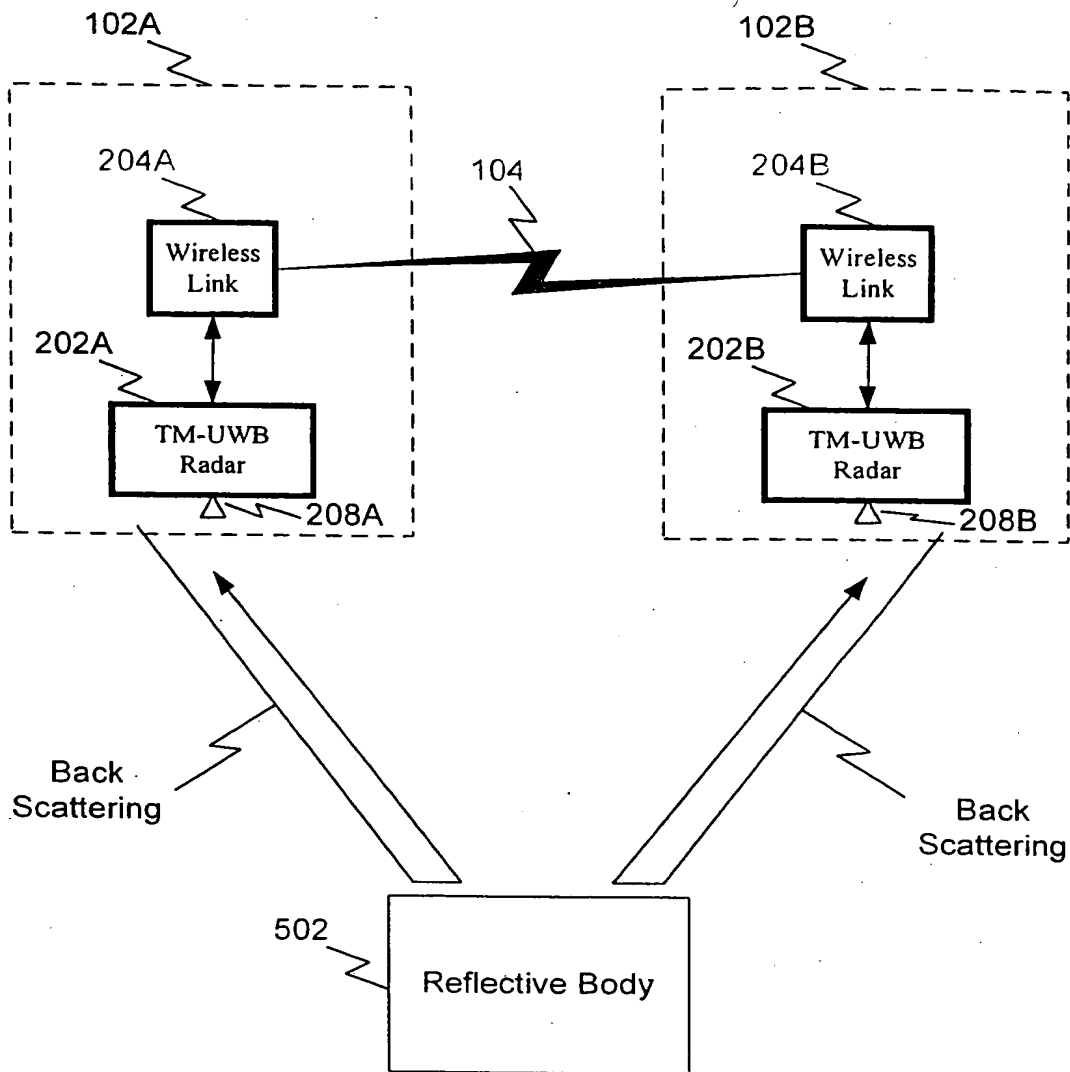 102A
102B
204A
104
204B
Wireless
Link
Wireless
Link
202A
202B
TM-UWB
Radar
TM-UWB
Radar
208A
208B
Back
Scattering
Back
Scattering
502
Reflective Body